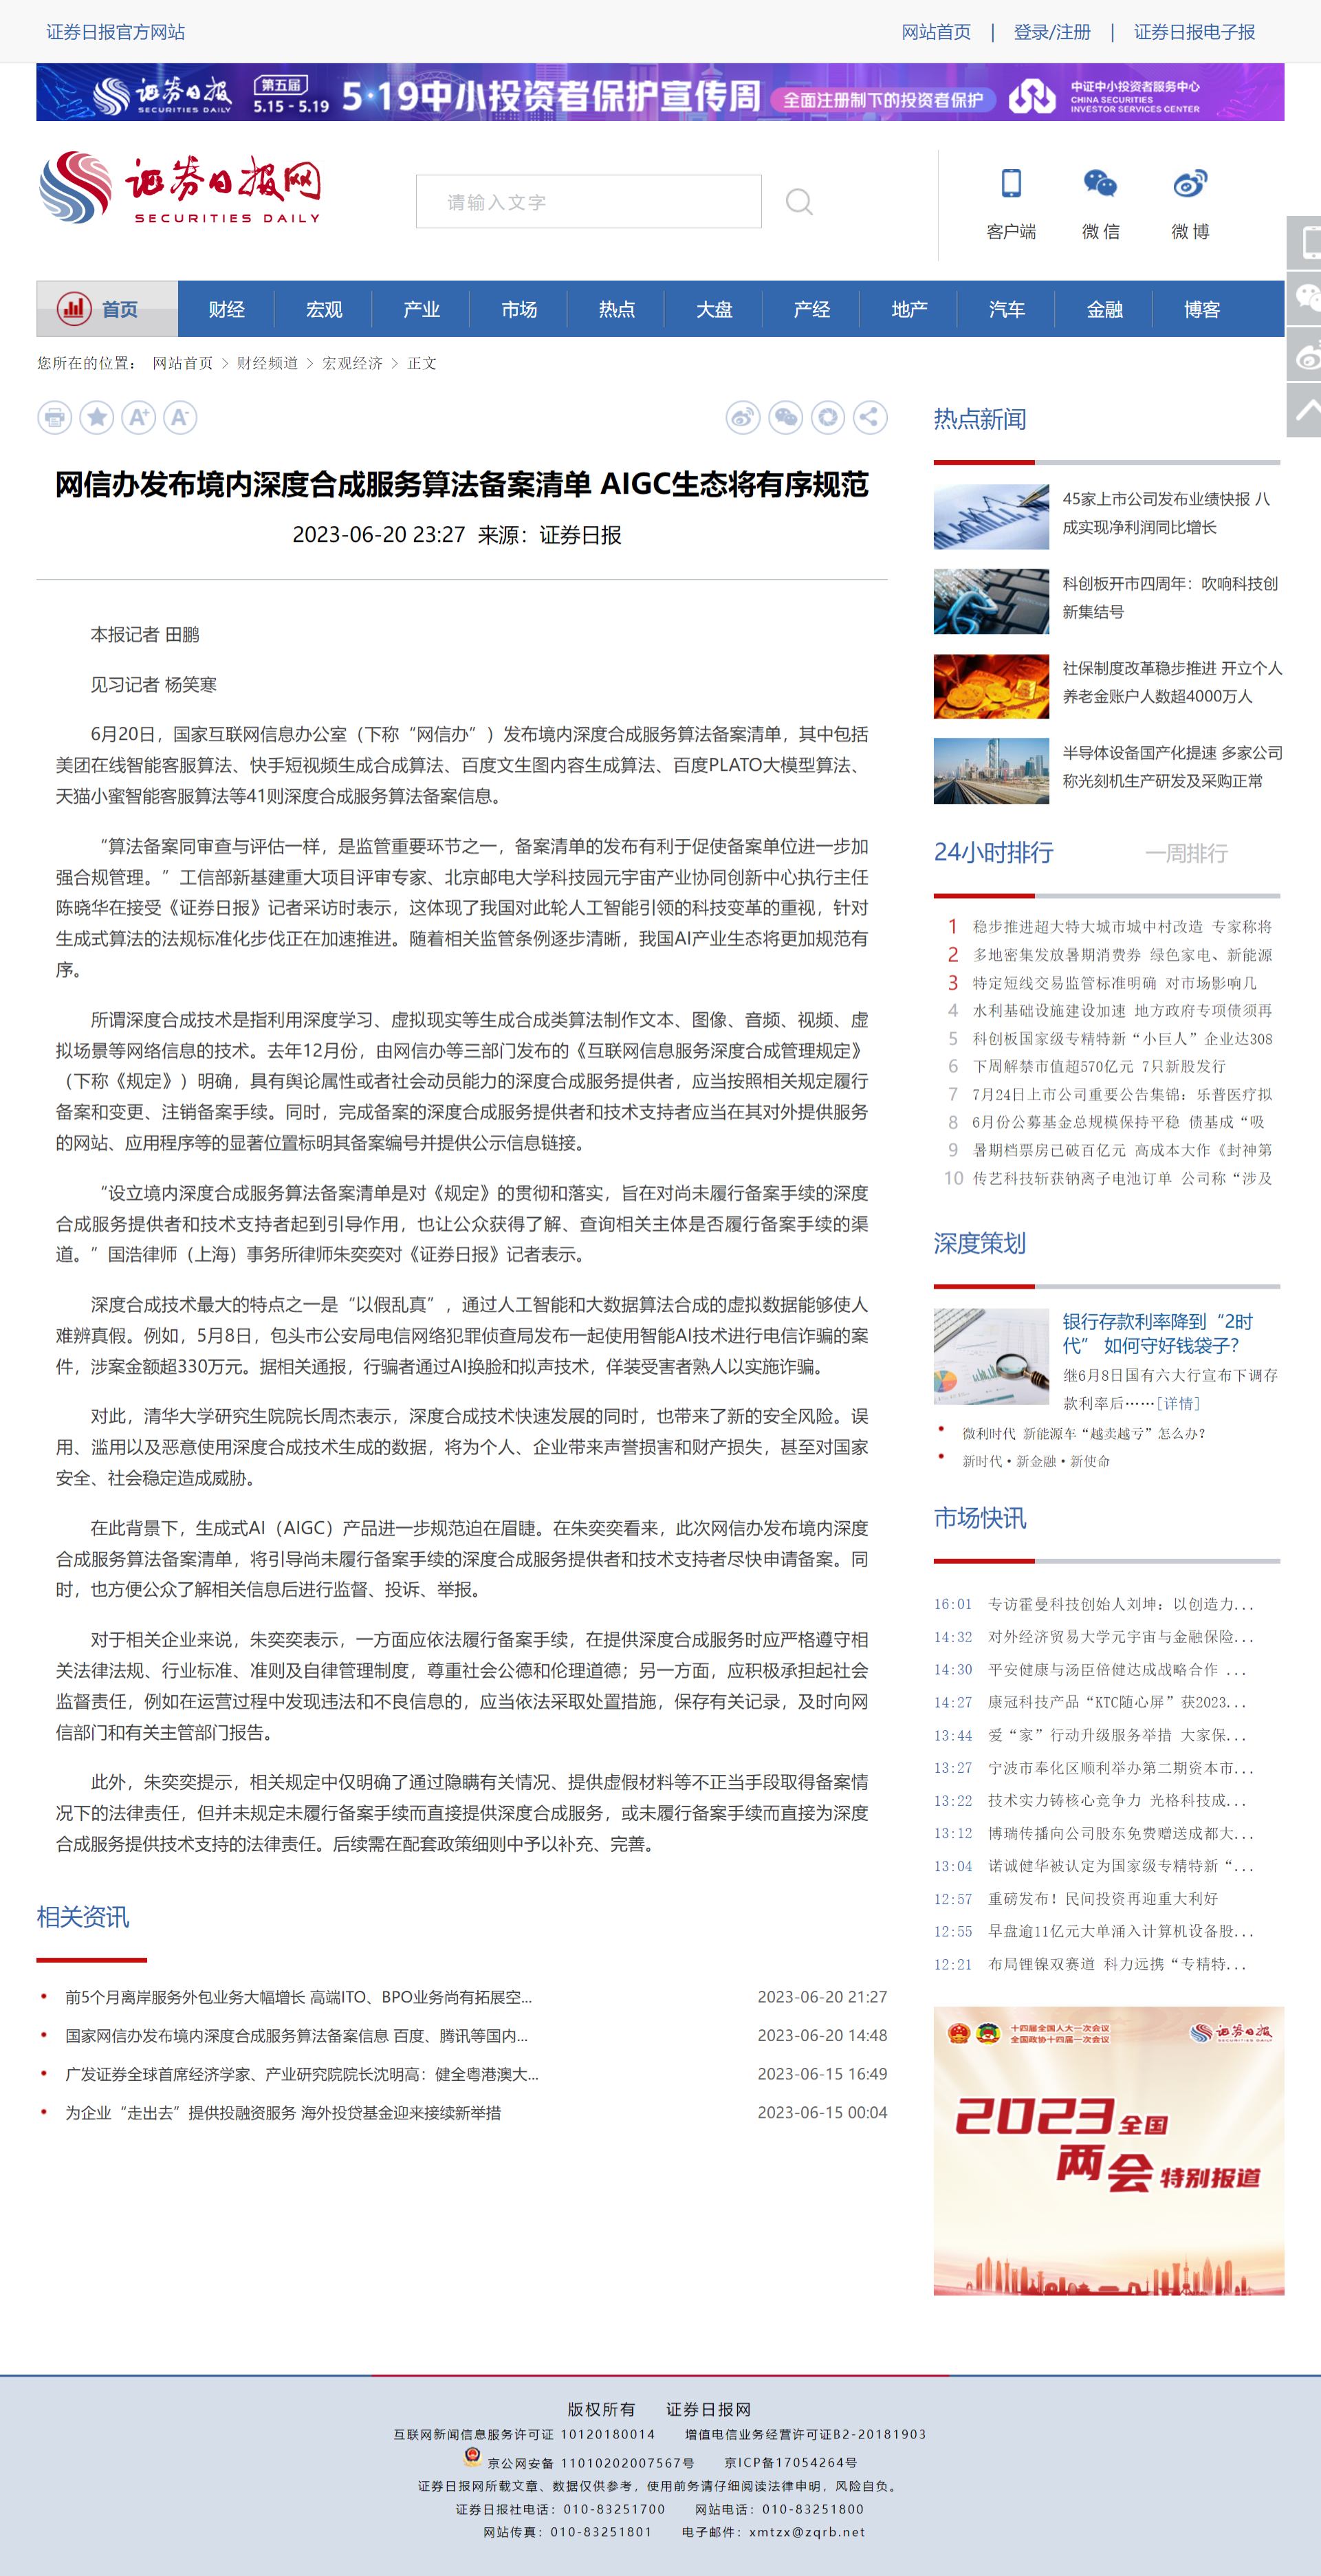 证券日报官方网站
网站首页 | 登录/注册 | 证券日报电子报
证券日报 SECURITIES DAILY 第五届 5.15 - 5.19 5·19中小投资者保护宣传周 全面注册制下的投资者保护 中证中小投资者服务中心 CHINA SECURITIES INVESTOR SERVICES CENTER
证券日报网
SECURITIES DAILY
请输入文字
客户端 微 信 微 博
首页 财经 宏观 产业 市场 热点 大盘 产经 地产 汽车 金融 博客
您所在的位置： 网站首页 > 财经频道 > 宏观经济 > 正文
A+ A-
网信办发布境内深度合成服务算法备案清单 AIGC生态将有序规范
2023-06-20 23:27 来源：证券日报
本报记者 田鹏
见习记者 杨笑寒
6月20日，国家互联网信息办公室（下称“网信办”）发布境内深度合成服务算法备案清单，其中包括
美团在线智能客服算法、快手短视频生成合成算法、百度文生图内容生成算法、百度PLATO大模型算法、
天猫小蜜智能客服算法等41则深度合成服务算法备案信息。
“算法备案同审查与评估一样，是监管重要环节之一，备案清单的发布有利于促使备案单位进一步加
强合规管理。”工信部新基建重大项目评审专家、北京邮电大学科技园元宇宙产业协同创新中心执行主任
陈晓华在接受《证券日报》记者采访时表示，这体现了我国对此轮人工智能引领的科技变革的重视，针对
生成式算法的法规标准化步伐正在加速推进。随着相关监管条例逐步清晰，我国AI产业生态将更加规范有
序。
所谓深度合成技术是指利用深度学习、虚拟现实等生成合成类算法制作文本、图像、音频、视频、虚
拟场景等网络信息的技术。去年12月份，由网信办等三部门发布的《互联网信息服务深度合成管理规定》
（下称《规定》）明确，具有舆论属性或者社会动员能力的深度合成服务提供者，应当按照相关规定履行
备案和变更、注销备案手续。同时，完成备案的深度合成服务提供者和技术支持者应当在其对外提供服务
的网站、应用程序等的显著位置标明其备案编号并提供公示信息链接。
“设立境内深度合成服务算法备案清单是对《规定》的贯彻和落实，旨在对尚未履行备案手续的深度
合成服务提供者和技术支持者起到引导作用，也让公众获得了解、查询相关主体是否履行备案手续的渠
道。”国浩律师（上海）事务所律师朱奕奕对《证券日报》记者表示。
深度合成技术最大的特点之一是“以假乱真”，通过人工智能和大数据算法合成的虚拟数据能够使人
难辨真假。例如，5月8日，包头市公安局电信网络犯罪侦查局发布一起使用智能AI技术进行电信诈骗的案
件，涉案金额超330万元。据相关通报，行骗者通过AI换脸和拟声技术，佯装受害者熟人以实施诈骗。
对此，清华大学研究生院院长周杰表示，深度合成技术快速发展的同时，也带来了新的安全风险。误
用、滥用以及恶意使用深度合成技术生成的数据，将为个人、企业带来声誉损害和财产损失，甚至对国家
安全、社会稳定造成威胁。
在此背景下，生成式AI（AIGC）产品进一步规范迫在眉睫。在朱奕奕看来，此次网信办发布境内深度
合成服务算法备案清单，将引导尚未履行备案手续的深度合成服务提供者和技术支持者尽快申请备案。同
时，也方便公众了解相关信息后进行监督、投诉、举报。
对于相关企业来说，朱奕奕表示，一方面应依法履行备案手续，在提供深度合成服务时应严格遵守相
关法律法规、行业标准、准则及自律管理制度，尊重社会公德和伦理道德；另一方面，应积极承担起社会
监督责任，例如在运营过程中发现违法和不良信息的，应当依法采取处置措施，保存有关记录，及时向网
信部门和有关主管部门报告。
此外，朱奕奕提示，相关规定中仅明确了通过隐瞒有关情况、提供虚假材料等不正当手段取得备案情
况下的法律责任，但并未规定未履行备案手续而直接提供深度合成服务，或未履行备案手续而直接为深度
合成服务提供技术支持的法律责任。后续需在配套政策细则中予以补充、完善。
相关资讯
前5个月离岸服务外包业务大幅增长 高端ITO、BPO业务尚有拓展空... 2023-06-20 21:27
国家网信办发布境内深度合成服务算法备案信息 百度、腾讯等国内... 2023-06-20 14:48
广发证券全球首席经济学家、产业研究院院长沈明高：健全粤港澳大... 2023-06-15 16:49
为企业“走出去”提供投融资服务 海外投贷基金迎来接续新举措 2023-06-15 00:04
热点新闻
45家上市公司发布业绩快报 八
成实现净利润同比增长
科创板开市四周年：吹响科技创
新集结号
社保制度改革稳步推进 开立个人
养老金账户人数超4000万人
半导体设备国产化提速 多家公司
称光刻机生产研发及采购正常
24小时排行 一周排行
1 稳步推进超大特大城市城中村改造 专家称将
2 多地密集发放暑期消费券 绿色家电、新能源
3 特定短线交易监管标准明确 对市场影响几
4 水利基础设施建设加速 地方政府专项债须再
5 科创板国家级专精特新“小巨人”企业达308
6 下周解禁市值超570亿元 7只新股发行
7 7月24日上市公司重要公告集锦：乐普医疗拟
8 6月份公募基金总规模保持平稳 债基成“吸
9 暑期档票房已破百亿元 高成本大作《封神第
10 传艺科技斩获钠离子电池订单 公司称“涉及
深度策划
银行存款利率降到“2时
代” 如何守好钱袋子？
继6月8日国有六大行宣布下调存
款利率后……[详情]
微利时代 新能源车“越卖越亏”怎么办？
新时代·新金融·新使命
市场快讯
16:01 专访霍曼科技创始人刘坤：以创造力...
14:32 对外经济贸易大学元宇宙与金融保险...
14:30 平安健康与汤臣倍健达成战略合作 ...
14:27 康冠科技产品“KTC随心屏”获2023...
13:44 爱“家”行动升级服务举措 大家保...
13:27 宁波市奉化区顺利举办第二期资本市...
13:22 技术实力铸核心竞争力 光格科技成...
13:12 博瑞传播向公司股东免费赠送成都大...
13:04 诺诚健华被认定为国家级专精特新“...
12:57 重磅发布！民间投资再迎重大利好
12:55 早盘逾11亿元大单涌入计算机设备股...
12:21 布局锂镍双赛道 科力远携“专精特...
十四届全国人大一次会议
全国政协十四届一次会议
证券日报
2023全国
两会特别报道
版权所有 证券日报网
互联网新闻信息服务许可证 10120180014 增值电信业务经营许可证B2-20181903
京公网安备 11010202007567号 京ICP备17054264号
证券日报网所载文章、数据仅供参考，使用前务请仔细阅读法律申明，风险自负。
证券日报社电话：010-83251700 网站电话：010-83251800
网站传真：010-83251801 电子邮件：xmtzx@zqrb.net